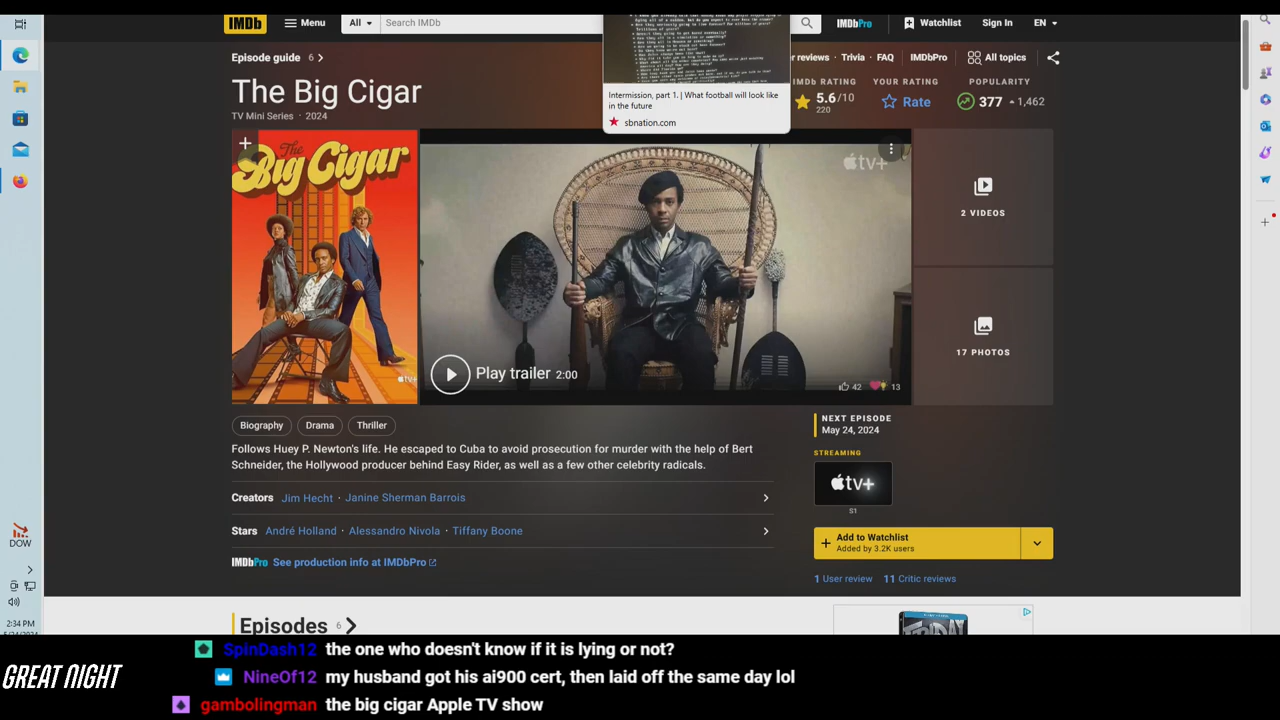 IMDb
Menu
All
Search IMDb
IMDbPro
Watchlist
Sign In
EN
Intermission, part 1. | What football will look like
in the future
sbnation.com
Episode guide 6
er reviews · Trivia · FAQ
IMDbPro
All topics
The Big Cigar
TV Mini Series · 2024
IMDb RATING
5.6/10
220
YOUR RATING
Rate
POPULARITY
377 1,462
The
Big Cigar
tv+
tv+
Play trailer 2:00
42
13
2 VIDEOS
17 PHOTOS
Biography
Drama
Thriller
Follows Huey P. Newton's life. He escaped to Cuba to avoid prosecution for murder with the help of Bert
Schneider, the Hollywood producer behind Easy Rider, as well as a few other celebrity radicals.
Creators Jim Hecht · Janine Sherman Barrois
Stars André Holland · Alessandro Nivola · Tiffany Boone
IMDbPro See production info at IMDbPro
NEXT EPISODE
May 24, 2024
STREAMING
tv+
S1
+ Add to Watchlist
Added by 3.2K users
1 User review 11 Critic reviews
Episodes 6
DOW
2:34 PM
5/24/2024
GREAT NIGHT
SpinDash12 the one who doesn't know if it is lying or not?
NineOf12 my husband got his ai900 cert, then laid off the same day lol
gambolingman the big cigar Apple TV show